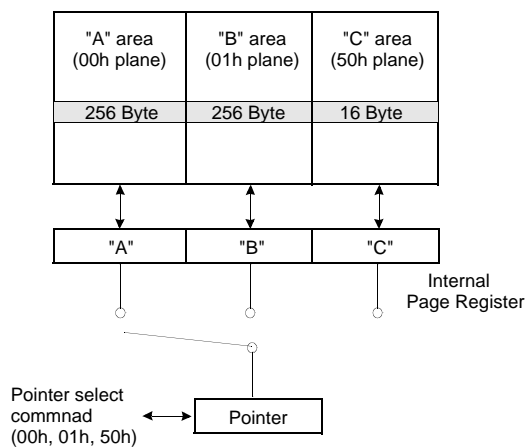 "A" area
(00h plane)
"B" area
(01h plane)
"C" area
(50h plane)
256 Byte
256 Byte
16 Byte
"A"
"B"
"C"
Internal
Page Register
Pointer select
commnad
(00h, 01h, 50h)
Pointer